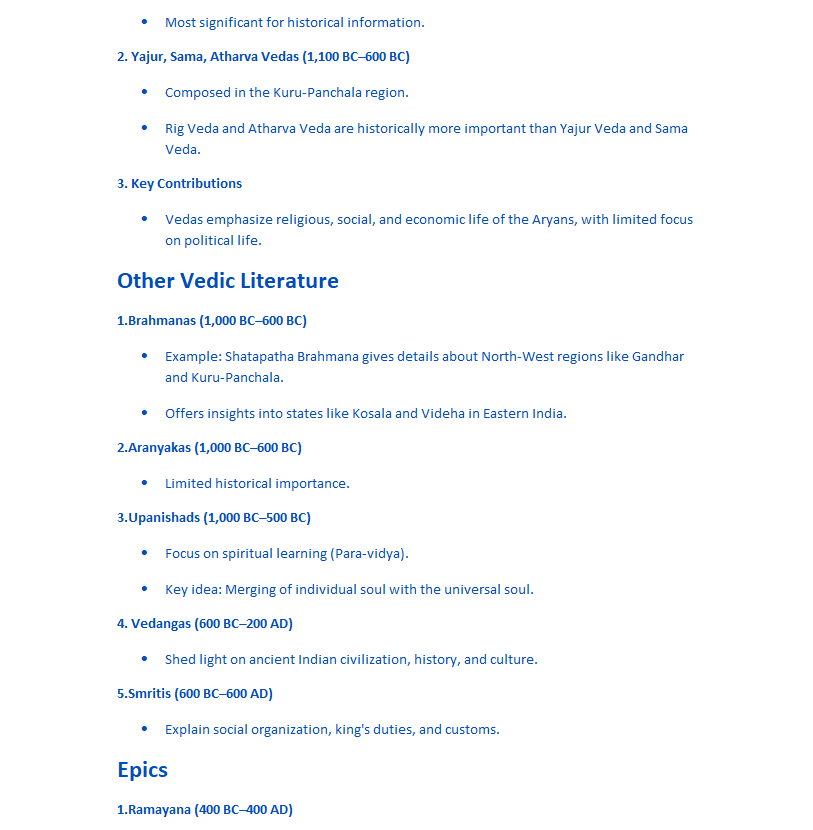 • Most significant for historical information.
2. Yajur, Sama, Atharva Vedas (1,100 BC–600 BC)
• Composed in the Kuru-Panchala region.
• Rig Veda and Atharva Veda are historically more important than Yajur Veda and Sama
Veda.
3. Key Contributions
• Vedas emphasize religious, social, and economic life of the Aryans, with limited focus
on political life.
Other Vedic Literature
1.Brahmanas (1,000 BC–600 BC)
• Example: Shatapatha Brahmana gives details about North-West regions like Gandhar
and Kuru-Panchala.
• Offers insights into states like Kosala and Videha in Eastern India.
2.Aranyakas (1,000 BC–600 BC)
• Limited historical importance.
3.Upanishads (1,000 BC–500 BC)
• Focus on spiritual learning (Para-vidya).
• Key idea: Merging of individual soul with the universal soul.
4. Vedangas (600 BC–200 AD)
• Shed light on ancient Indian civilization, history, and culture.
5.Smritis (600 BC–600 AD)
• Explain social organization, king's duties, and customs.
Epics
1.Ramayana (400 BC–400 AD)